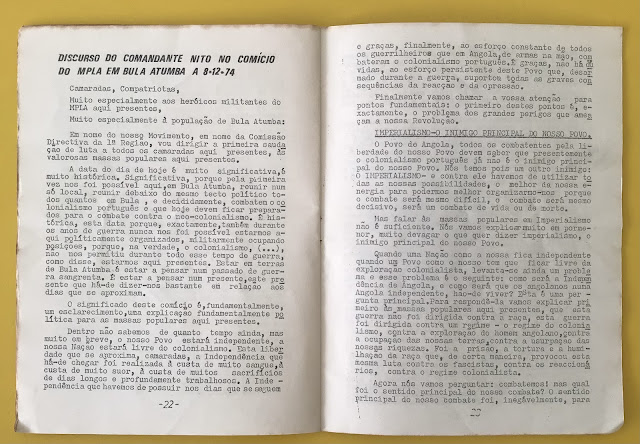 DISCURSO DO COMANDANTE NITO NO COMÍCIO
DO MPLA EM BULA ATUMBA A 8-12-74
Camaradas, Compatriotas,
Muito especialmente aos heróicos militantes do
MPLA aqui presentes,
Muito especialmente à população de Bula Atumba:
Em nome do nosso Movimento, em nome da Comissão
Directiva da 1ª Região, vou dirigir a primeira sauda
ção de luta a todos os camaradas aqui presentes, às
valorosas massas populares aqui presentes.
A data do dia de hoje é muito significativa, é
muito histórica. Significativa, porque pela primeira
vez nos foi possível aqui, em Bula Atumba, reunir num
só local, reunir debaixo do mesmo tecto político to-
dos quantos em Bula, e decididamente, combatem o co
lonialismo português e que hoje devem ficar prepara-
dos para o combate contra o neo-colonialismo. É his-
tórica, esta data porque, exactamente, também durante
os anos de guerra nunca nos foi possível estarmos a-
qui políticamente organizados, militarmente ocupando
posições, porque, na verdade, o colonialismo, (...),
não nos permitiu durante todo esse tempo de guerra,
como disse, estarmos aqui presentes. Estar em terras
de Bula Atumba é estar a pensar num passado de guer-
ra sangrenta. É estar a pensar num presente, este pre
sente que há-de dizer-nos bastante em relação aos
dias que se aproximam.
O significado deste comício é, fundamentalmente,
um esclarecimento, uma explicação fundamentalmente po
lítica para as massas populares aqui presentes.
Dentro não sabemos de quanto tempo ainda, mas
muito em breve, o nosso Povo estará independente, a
nossa Nação estará livre do colonialismo. Esta liber
dade que se aproxima, camaradas, a Independência que
há-de chegar foi realizada à custa de muito sangue, à
custa de muito suor, à custa de muitos sacrifícios
de dias longos e profundamente trabalhosos. A Inde -
pendência que havemos de possuir nos dias que se seguem
-22-
e graças, finalmente, ao esforço constante de todos
os guerrilheiros que em Angola, de armas na mão, com
bateram o colonialismo português. E graças, não há dú
vidas, ao esforço persistente deste Povo que, desar
mado durante a guerra, suportou todas as graves con-
sequências da reacção e da opressão.
Finalmente vamos chamar a vossa atenção para
pontos fundamentais: o primeiro destes pontos é, e-
xactamente, o problema dos grandes perigos que amea-
çam a nossa Revolução.
IMPERIALISMO-O INIMIGO PRINCIPAL DO NOSSO POVO.
O Povo de Angola, todos os combatentes pela li-
berdade do nosso Povo devem saber que presentemente
o colonialismo português já não é o inimigo princi-
pal do nosso Povo. Nós temos pois um outro inimigo:
O IMPERIALISMO- e contra ele havemos de utilizar to
das as nossas possibilidades, o melhor da nossa e-
nergia para podermos melhor organizarmo-nos porque
o combate será mesmo difícil, e combate será mesmo
decisivo, será um combate de vida ou de morte.
Mas falar às massas populares em Imperialismo
não é suficiente. Nós vamos explicar muito em pormenor,
muito devagar o que quer dizer imperialismo, o
inimigo principal do nosso Povo.
Quando uma Nação como a nossa fica independente
quando um Povo como o nosso tem que ficar livre da
exploração colonialista, levanta-se ainda um proble-
ma e esse problema é o seguinte: como será a Indepe-
ndência de Angola, e como será que os angolanos numa
Angola independente, hão-de viver? Esta é uma per -
gunta principal. Para respondê-la vamos explicar pri
meiro às massas populares aqui presentes, que esta
guerra não foi dirigida contra a raça, esta guerra
foi dirigida contra um regime - o regime do colonia
lismo, contra a exploração do homem angolano, contra
a ocupação das nossas terras, contra a usurpação das
nossas riquezas. Foi a prisão, a tortura e a humi-
lhação da raça que, de certa maneira, provocou esta
mesma luta contra os fascistas, contra os reaccioná
rios, contra o regime colonialista.
Agora nós vamos perguntar: combatemos! mas qual
foi o sentido principal do nosso combate? O sentido
principal do nosso combate foi, inegàvelmente, para
23